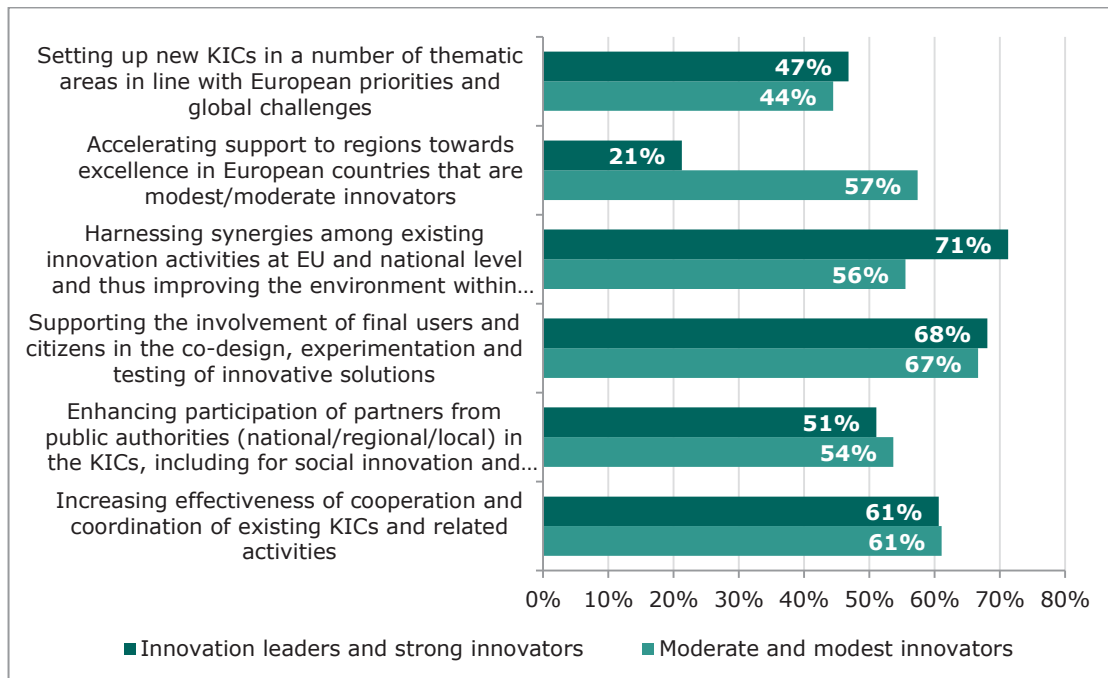 Setting up new KICs in a number of thematic
areas in line with European priorities and
global challenges
47%
44%
Accelerating support to regions towards
excellence in European countries that are
modest/moderate innovators
21%
57%
Harnessing synergies among existing
innovation activities at EU and national level
and thus improving the environment within…
71%
56%
Supporting the involvement of final users and
citizens in the co-design, experimentation and
testing of innovative solutions
68%
67%
Enhancing participation of partners from
public authorities (national/regional/local) in
the KICs, including for social innovation and…
51%
54%
Increasing effectiveness of cooperation and
coordination of existing KICs and related
activities
61%
61%
0% 10% 20% 30% 40% 50% 60% 70% 80%
Innovation leaders and strong innovators Moderate and modest innovators